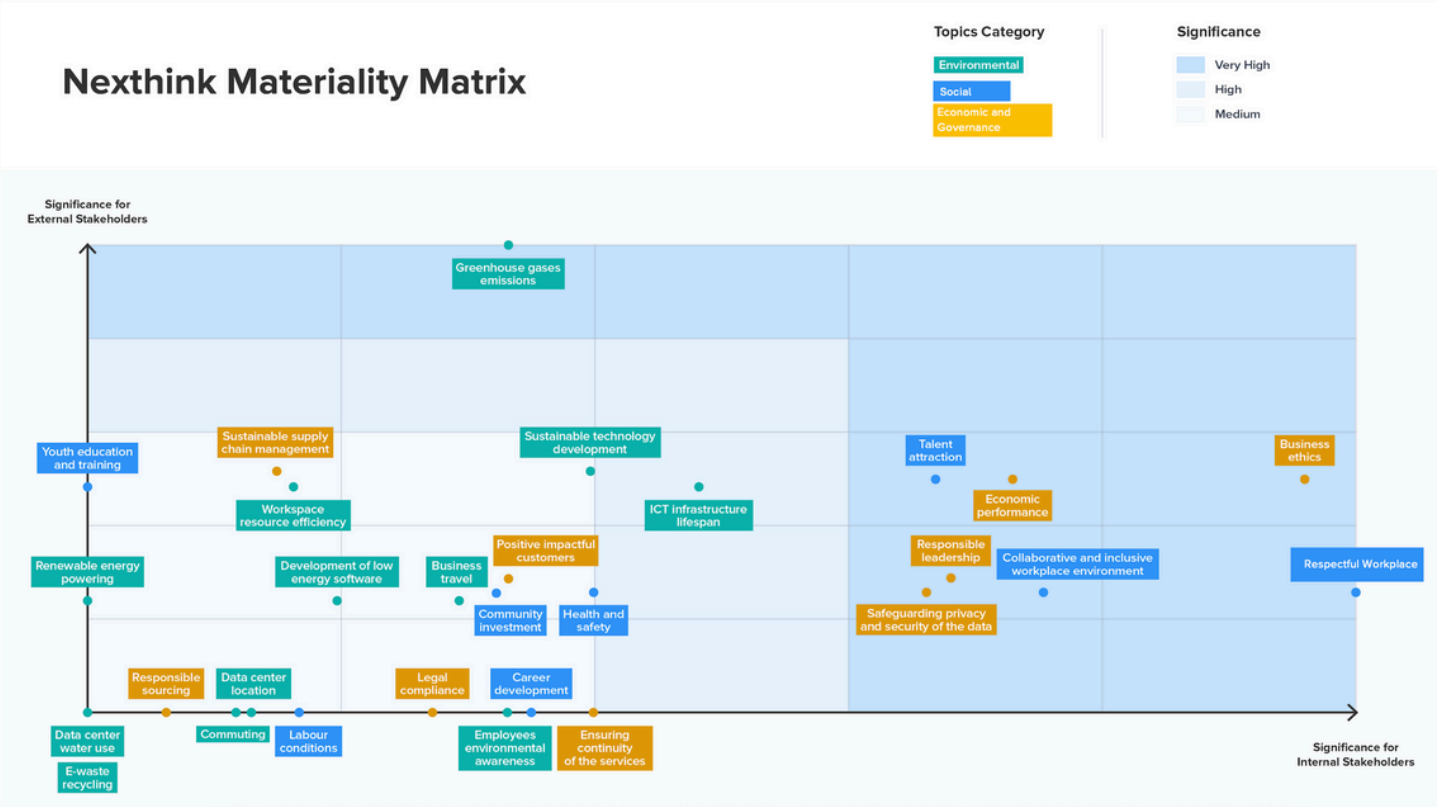 Nexthink Materiality Matrix
Topics Category
Environmental
Social
Economic and
Governance
Significance
Very High
High
Medium
Significance for
External Stakeholders
Greenhouse gases
emissions
Youth education
and training
Sustainable supply
chain management
Workspace
resource efficiency
Sustainable technology
development
ICT infrastructure
lifespan
Talent
attraction
Economic
performance
Business
ethics
Renewable energy
powering
Development of low
energy software
Business
travel
Positive impactful
customers
Community
investment
Health and
safety
Responsible
leadership
Collaborative and inclusive
workplace environment
Safeguarding privacy
and security of the data
Respectful Workplace
Responsible
sourcing
Data center
location
Legal
compliance
Career
development
Data center
water use
E-waste
recycling
Commuting
Labour
conditions
Employees
environmental
awareness
Ensuring
continuity
of the services
Significance for
Internal Stakeholders